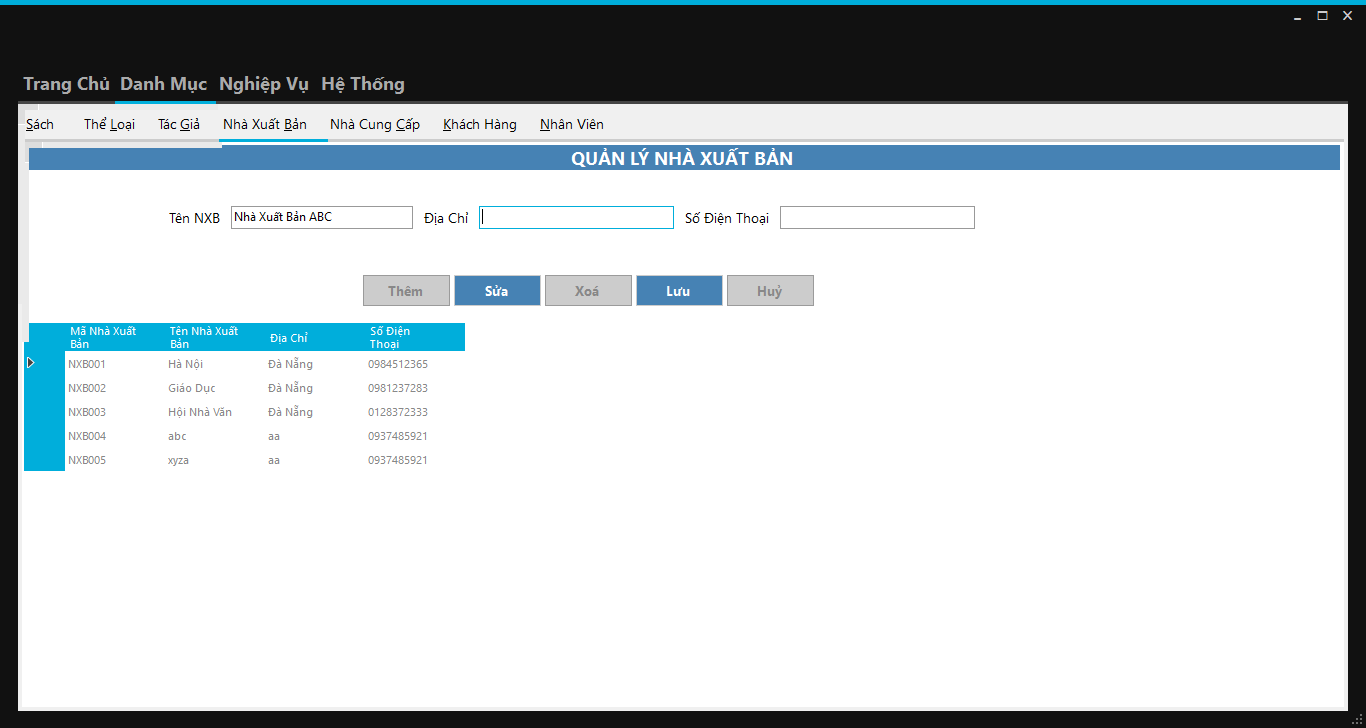 Trang Chủ Danh Mục Nghiệp Vụ Hệ Thống
Sách Thể Loại Tác Giả Nhà Xuất Bản Nhà Cung Cấp Khách Hàng Nhân Viên
QUẢN LÝ NHÀ XUẤT BẢN
Tên NXB Nhà Xuất Bản ABC Địa Chỉ Số Điện Thoại
Thêm Sửa Xoá Lưu Huỷ
Mã Nhà Xuất Bản Tên Nhà Xuất Bản Địa Chỉ Số Điện Thoại
NXB001 Hà Nội Đà Nẵng 0984512365
NXB002 Giáo Dục Đà Nẵng 0981237283
NXB003 Hội Nhà Văn Đà Nẵng 0128372333
NXB004 abc aa 0937485921
NXB005 xyza aa 0937485921